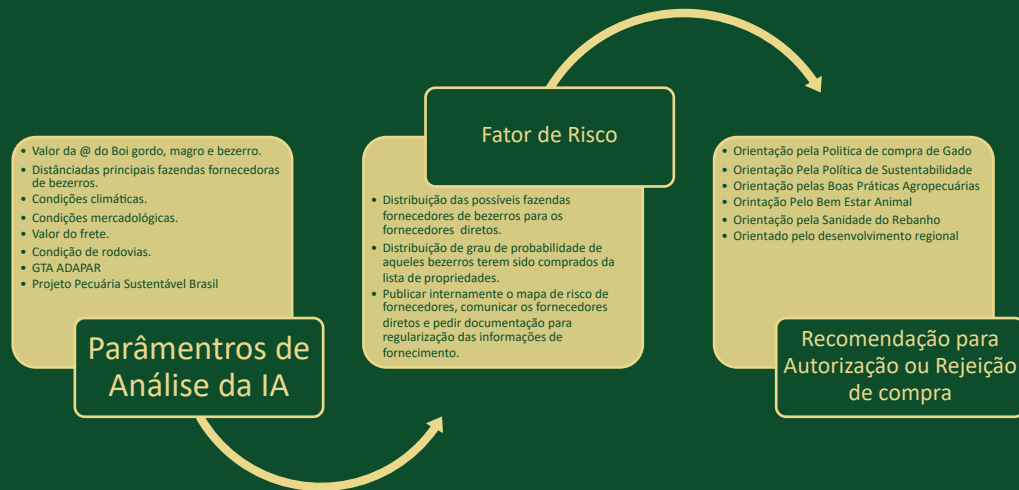 • Valor da @ do Boi gordo, magro e bezerro.
• Distânciadas principais fazendas fornecedoras
de bezerros.
• Condições climáticas.
• Condições mercadológicas.
• Valor do frete.
• Condição de rodovias.
• GTA ADAPAR
• Projeto Pecuária Sustentável Brasil
Parâmentros de
Análise da IA
Fator de Risco
• Distribuição das possíveis fazendas
fornecedores de bezerros para os
fornecedores diretos.
• Distribuição de grau de probabilidade de
aqueles bezerros terem sido comprados da
lista de propriedades.
• Publicar internamente o mapa de risco de
fornecedores, comunicar os fornecedores
diretos e pedir documentação para
regularização das informações de
fornecimento.
• Orientação pela Politica de compra de Gado
• Orientação Pela Política de Sustentabilidade
• Orientação pelas Boas Práticas Agropecuárias
• Orintação Pelo Bem Estar Animal
• Orientação pela Sanidade do Rebanho
• Orientado pelo desenvolvimento regional
Recomendação para
Autorização ou Rejeição
de compra